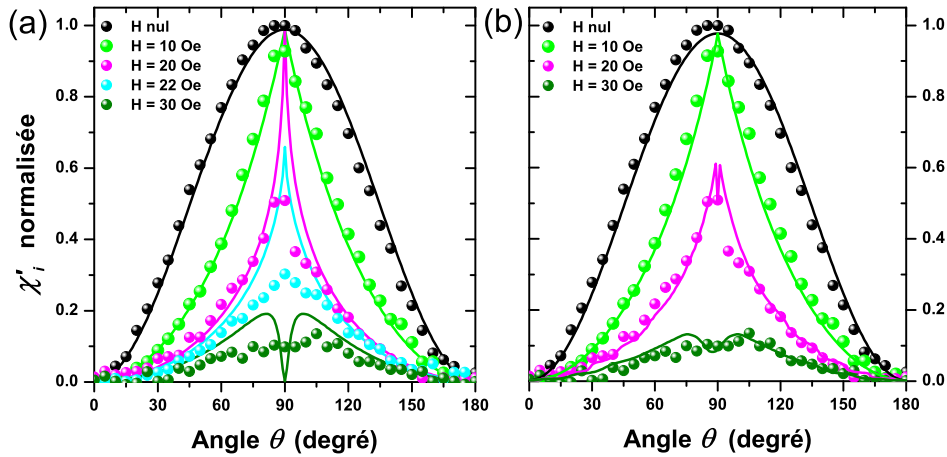 (a)
χ'i normalisée
1.0
0.8
0.6
0.4
0.2
0.0
H nul
H = 10 Oe
H = 20 Oe
H = 22 Oe
H = 30 Oe
0 30 60 90 120 150 180
Angle θ (degré)
(b)
1.0
0.8
0.6
0.4
0.2
0.0
H nul
H = 10 Oe
H = 20 Oe
H = 30 Oe
0 30 60 90 120 150 180
Angle θ (degré)